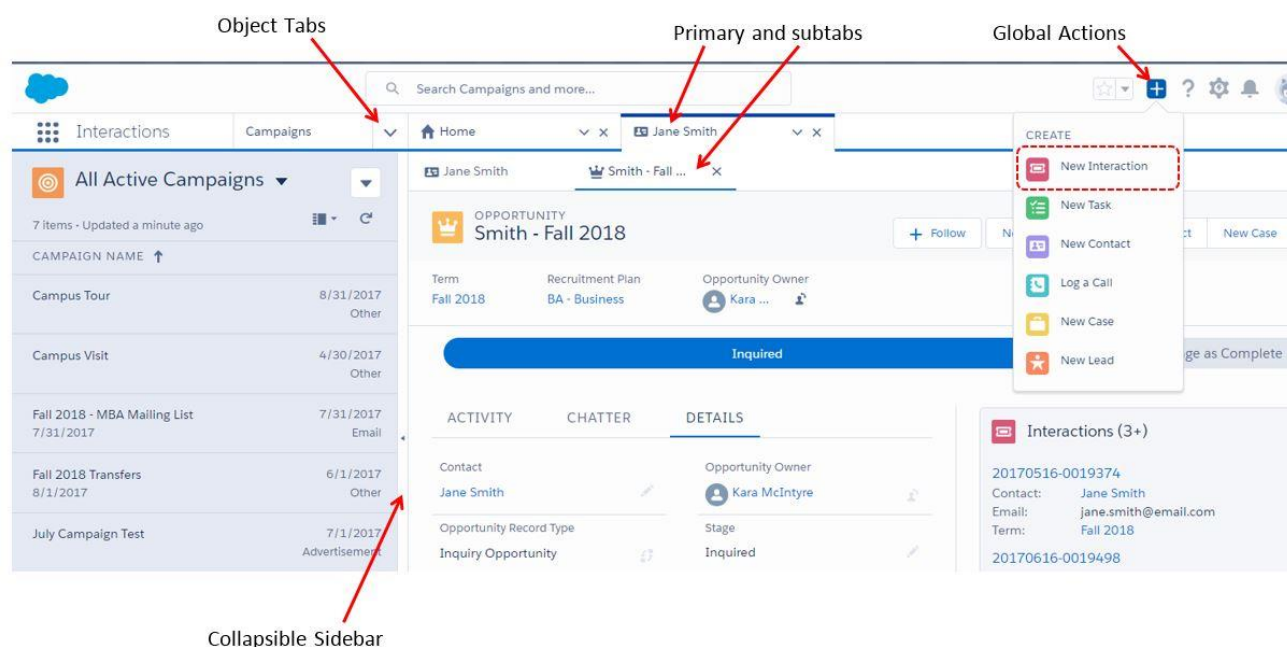 Object Tabs
Primary and subtabs
Global Actions
Search Campaigns and more...
Interactions
Campaigns
Home
Jane Smith
All Active Campaigns
7 items - Updated a minute ago
CAMPAIGN NAME
Campus Tour 8/31/2017
Other
Campus Visit 4/30/2017
Other
Fall 2018 - MBA Mailing List 7/31/2017
7/31/2017 Email
Fall 2018 Transfers 6/1/2017
8/1/2017 Other
July Campaign Test 7/1/2017
Advertisement
Jane Smith
Smith - Fall ...
OPPORTUNITY
Smith - Fall 2018
+ Follow
New Case
Term Recruitment Plan Opportunity Owner
Fall 2018 BA - Business Kara ...
Inquired
ge as Complete
ACTIVITY CHATTER DETAILS
Contact Opportunity Owner
Jane Smith Kara McIntyre
Opportunity Record Type Stage
Inquiry Opportunity Inquired
CREATE
New Interaction
New Task
New Contact
Log a Call
New Case
New Lead
Interactions (3+)
20170516-0019374
Contact: Jane Smith
Email: jane.smith@email.com
Term: Fall 2018
20170616-0019498
Collapsible Sidebar